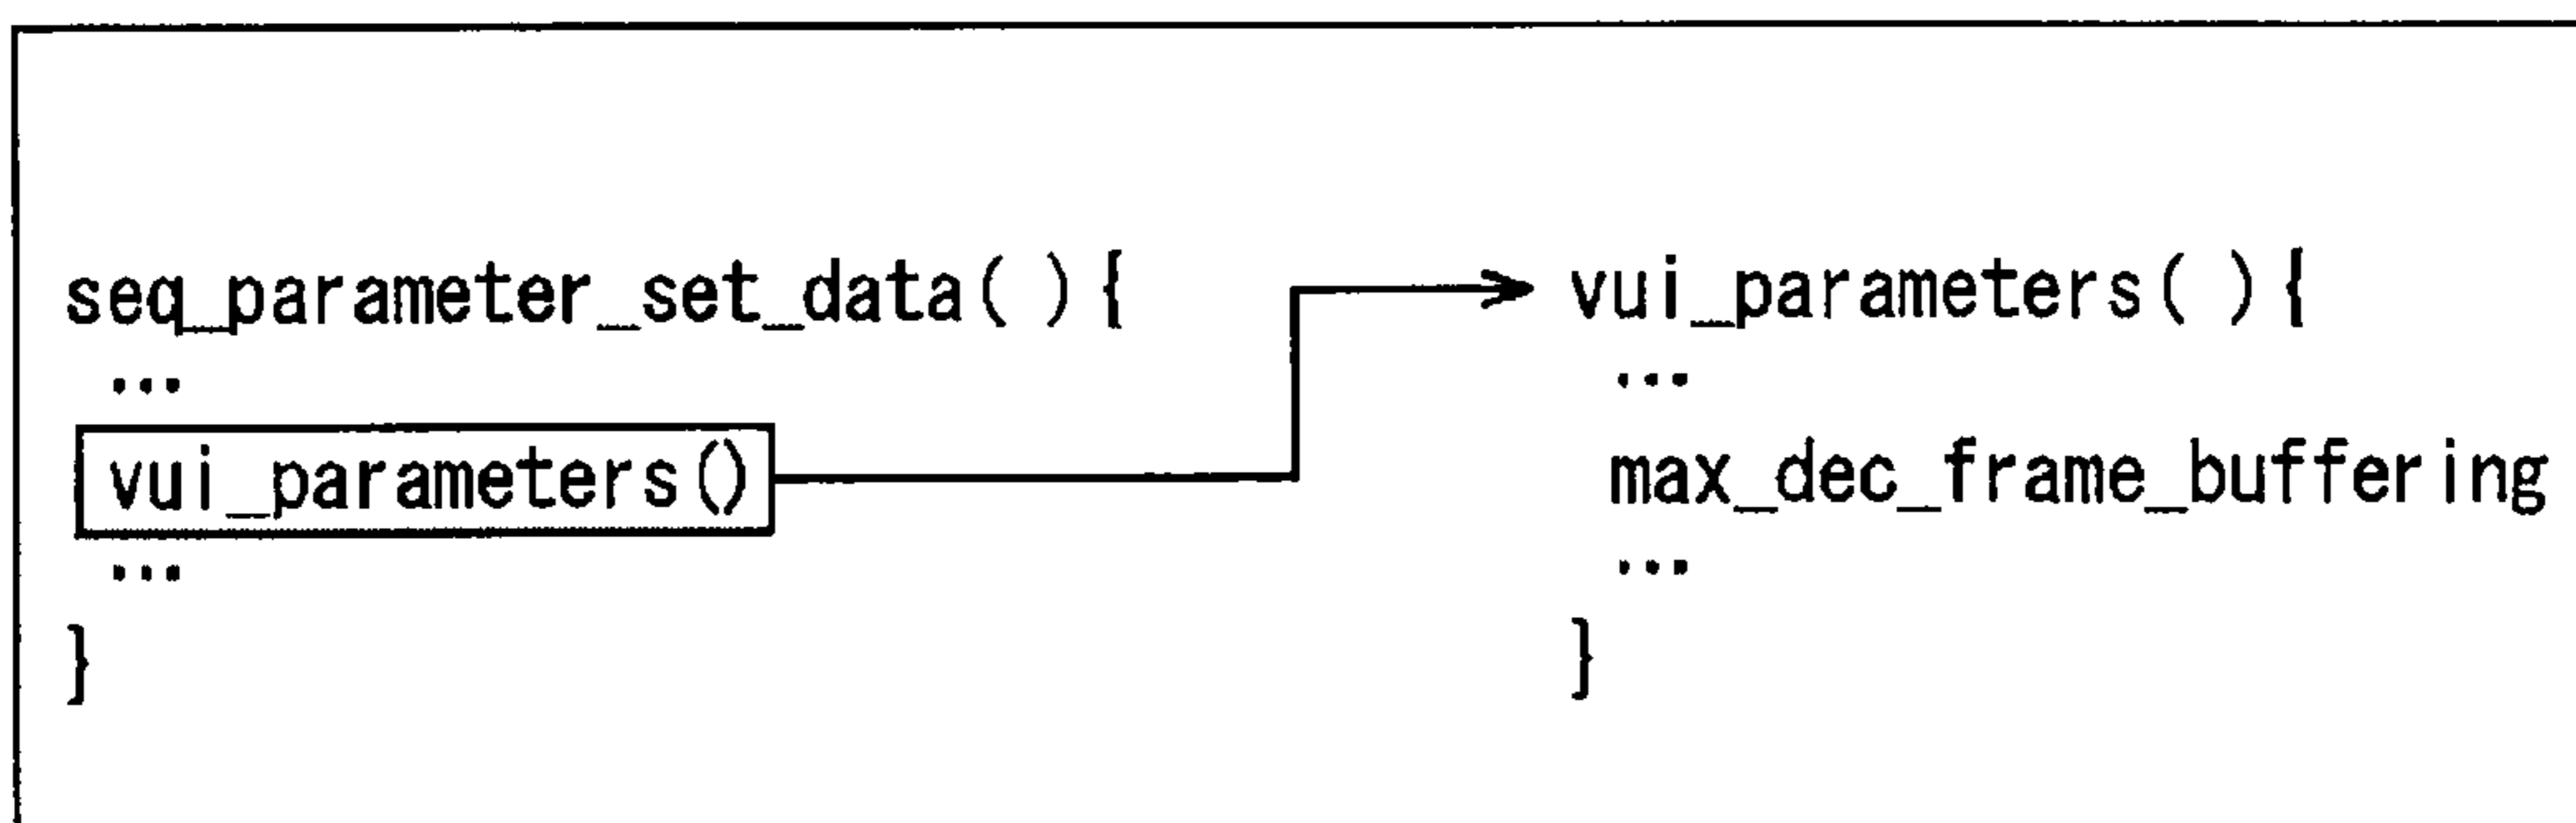 seq_parameter_set_data( ){
...
vui_parameters()
...
}
vui_parameters( ){
...
max_dec_frame_buffering
...
}